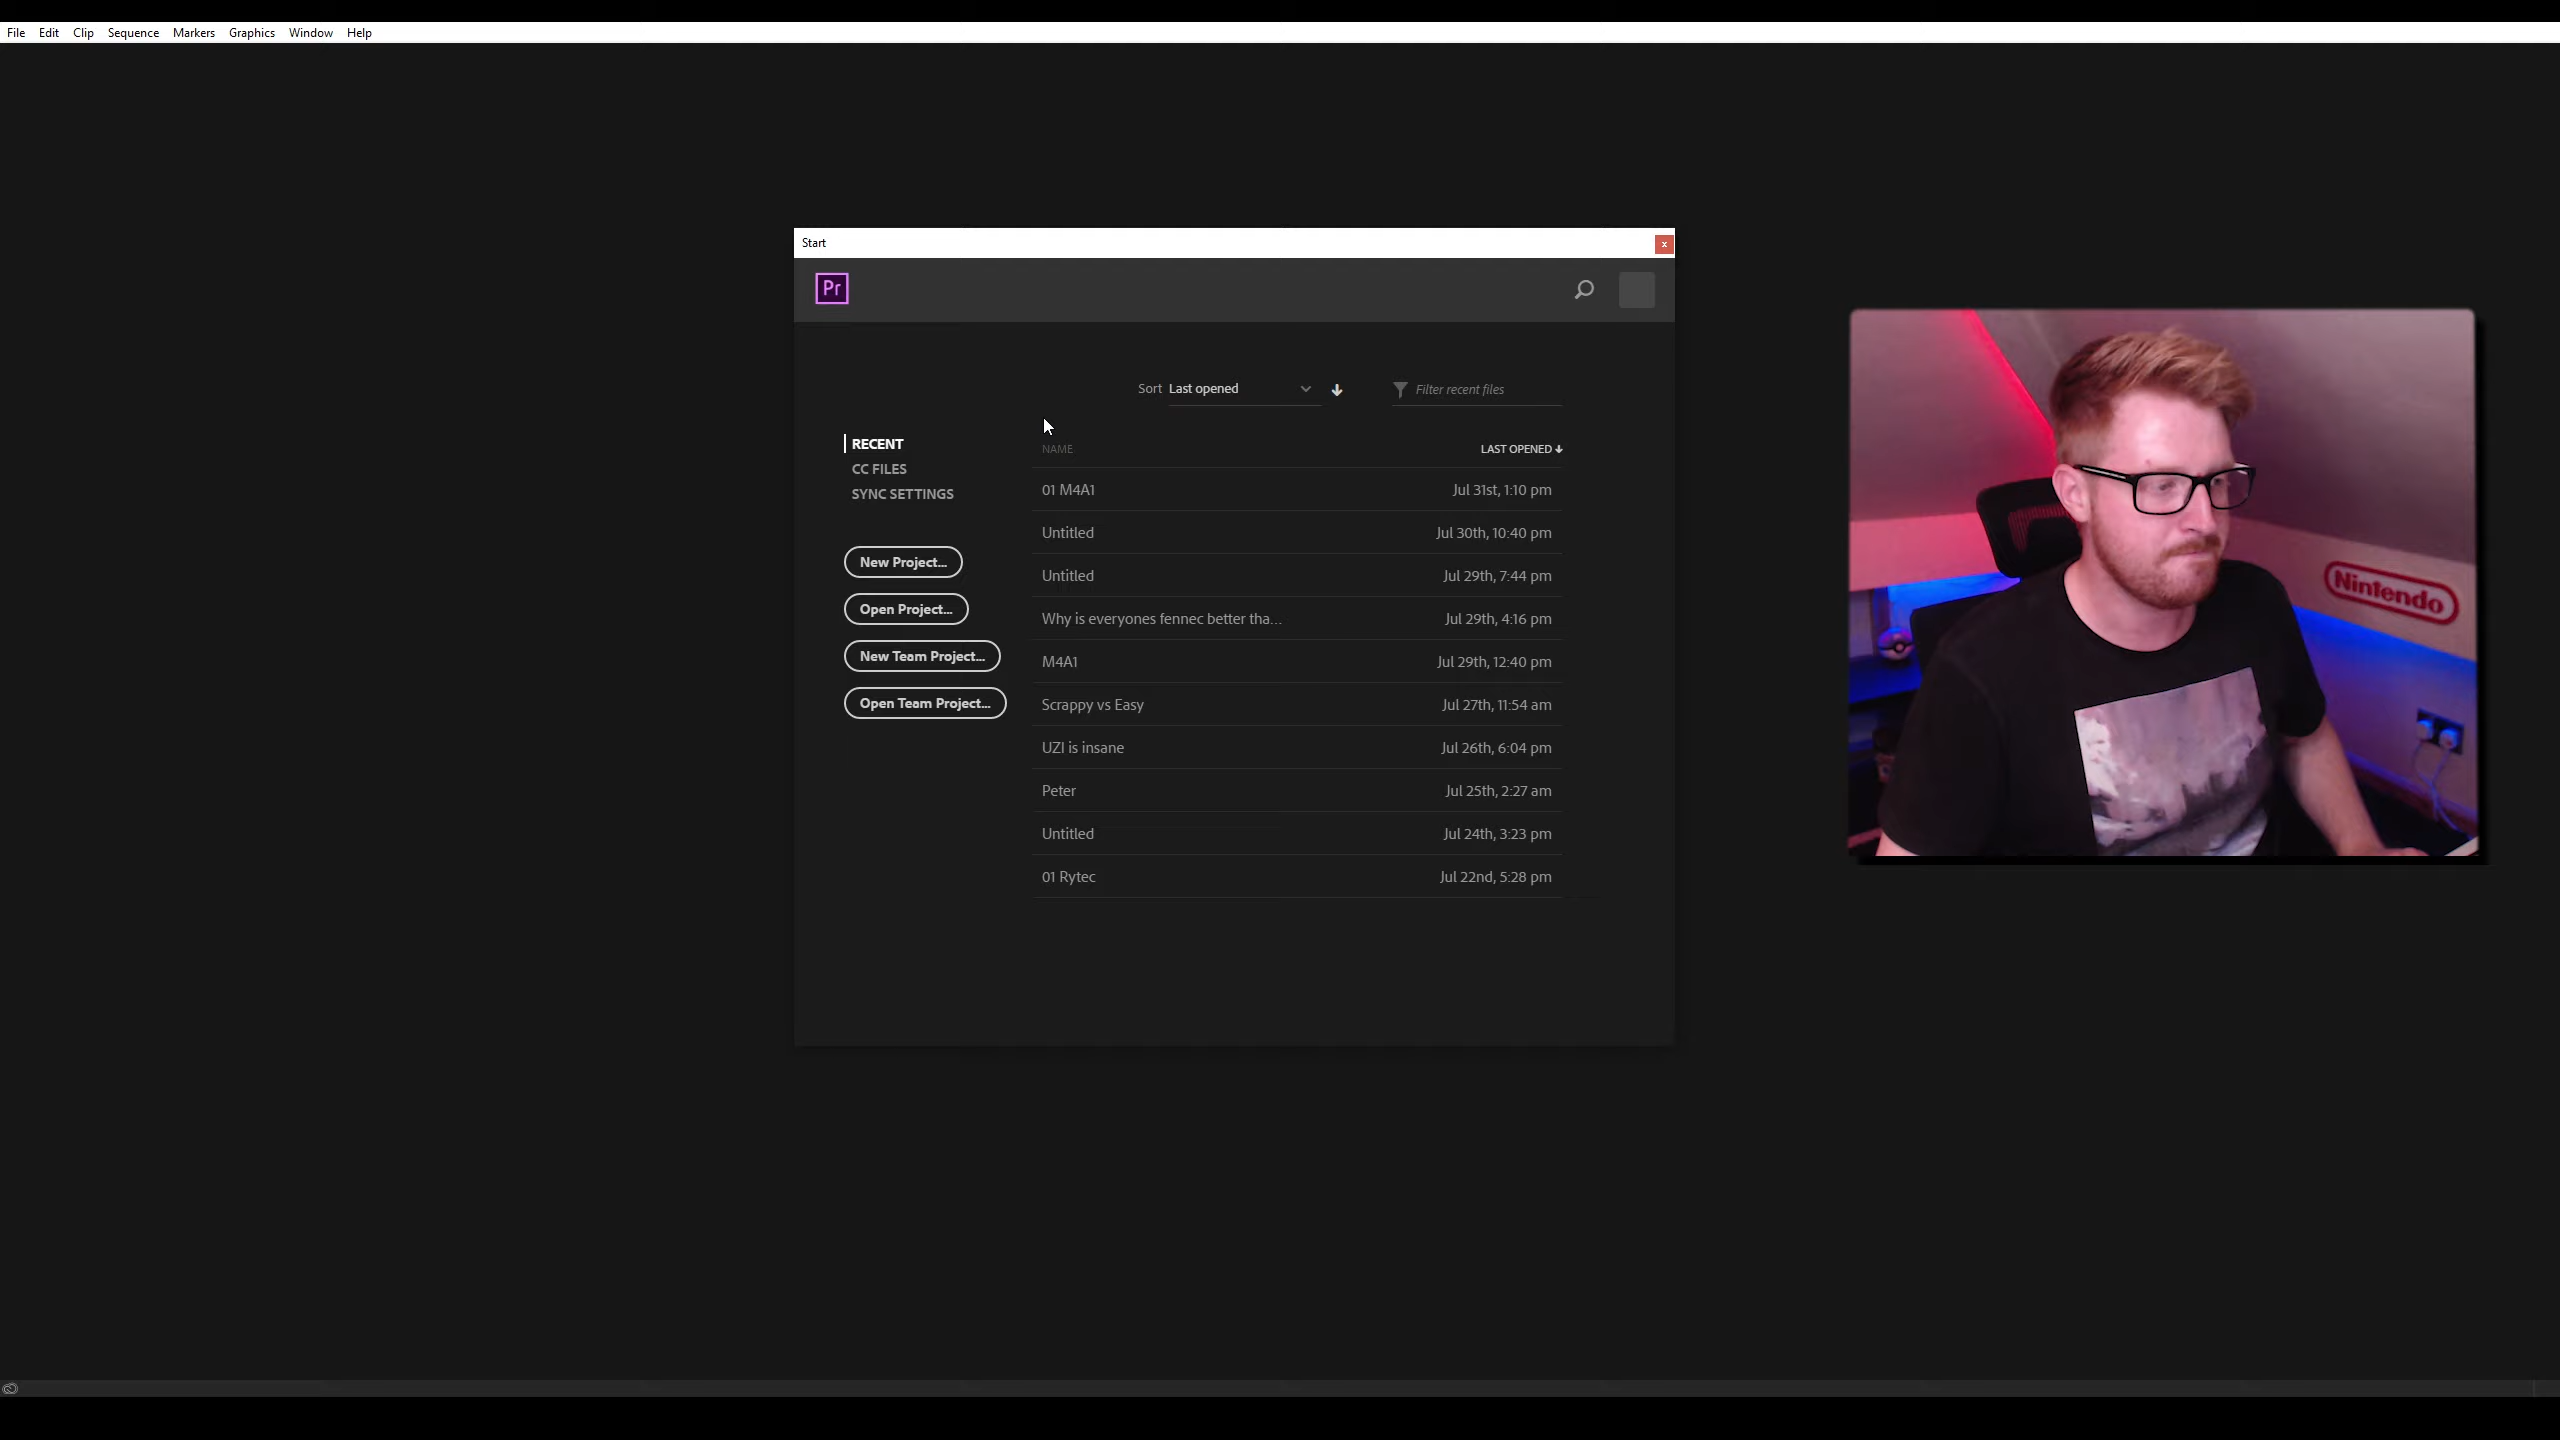 File Edit Clip Sequence Markers Graphics Window Help
Start
Pr
Sort Last opened
Filter recent files
RECENT
CC FILES
SYNC SETTINGS
New Project...
Open Project...
New Team Project...
Open Team Project...
NAME LAST OPENED
01 M4A1 Jul 31st, 1:10 pm
Untitled Jul 30th, 10:40 pm
Untitled Jul 29th, 7:44 pm
Why is everyones fennec better tha... Jul 29th, 4:16 pm
M4A1 Jul 29th, 12:40 pm
Scrappy vs Easy Jul 27th, 11:54 am
UZI is insane Jul 26th, 6:04 pm
Peter Jul 25th, 2:27 am
Untitled Jul 24th, 3:23 pm
01 Rytec Jul 22nd, 5:28 pm
Nintendo